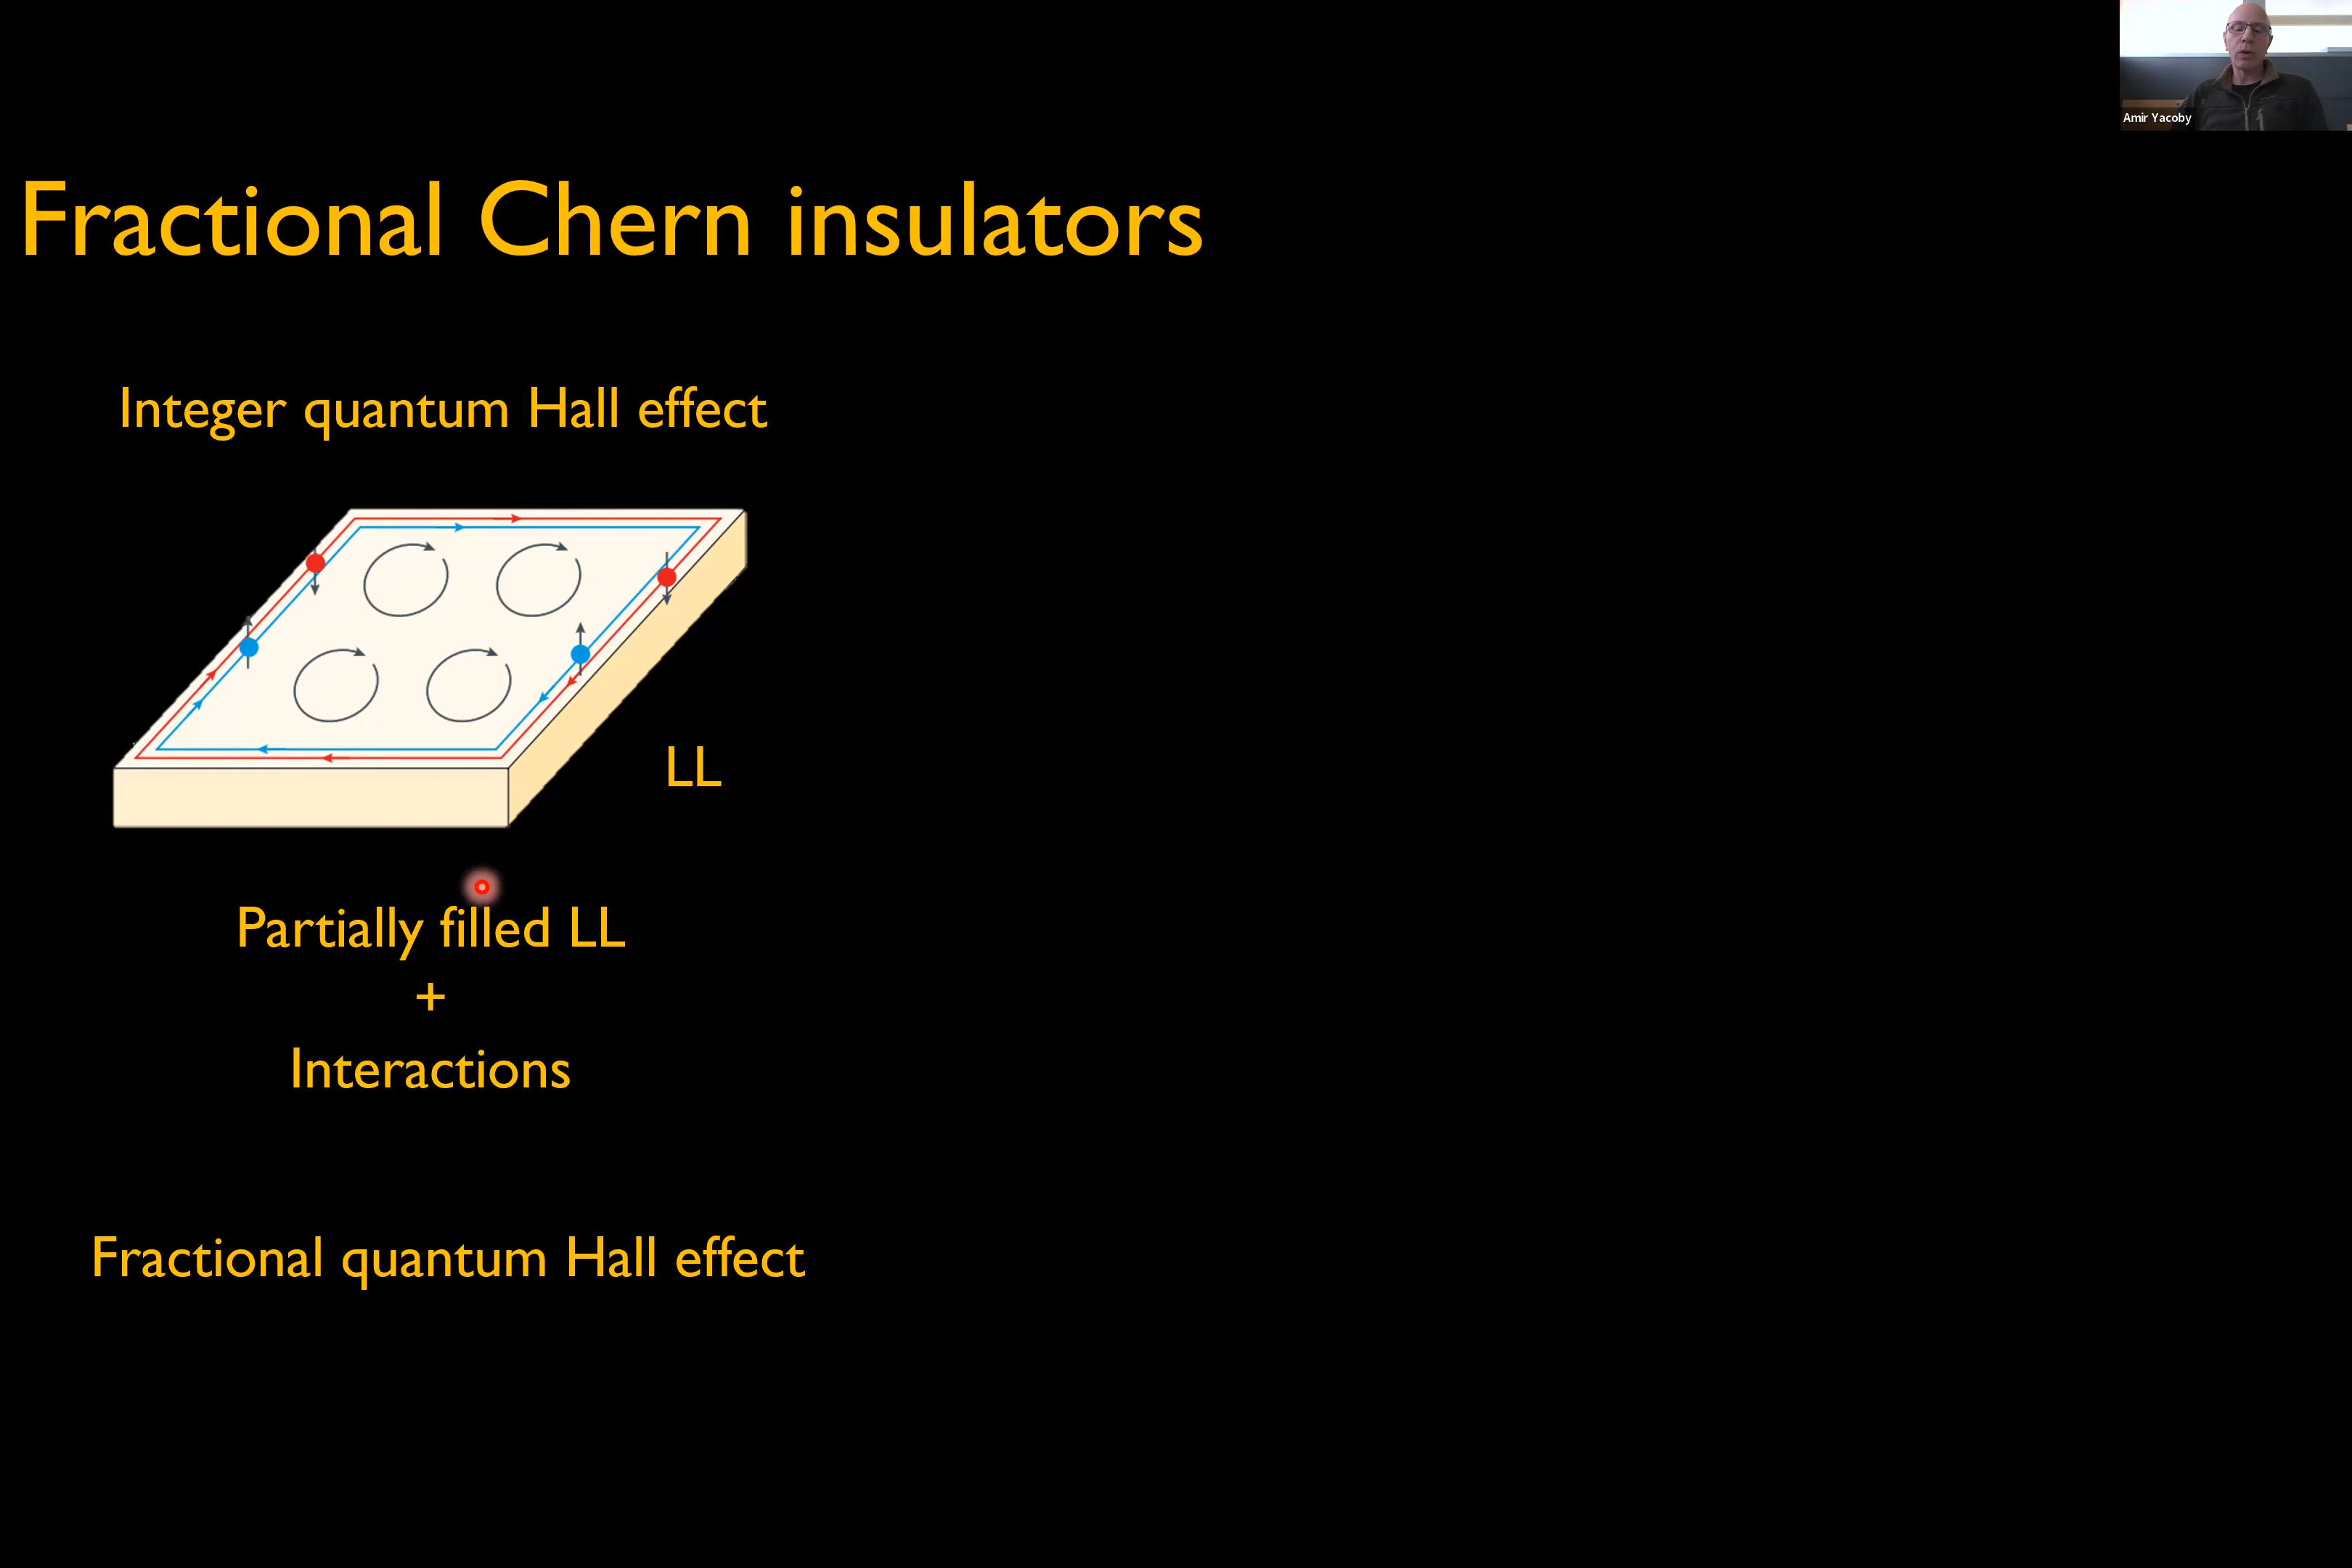 Amir Yacoby
Fractional Chern insulators
Integer quantum Hall effect
LL
Partially filled LL
+
Interactions
Fractional quantum Hall effect